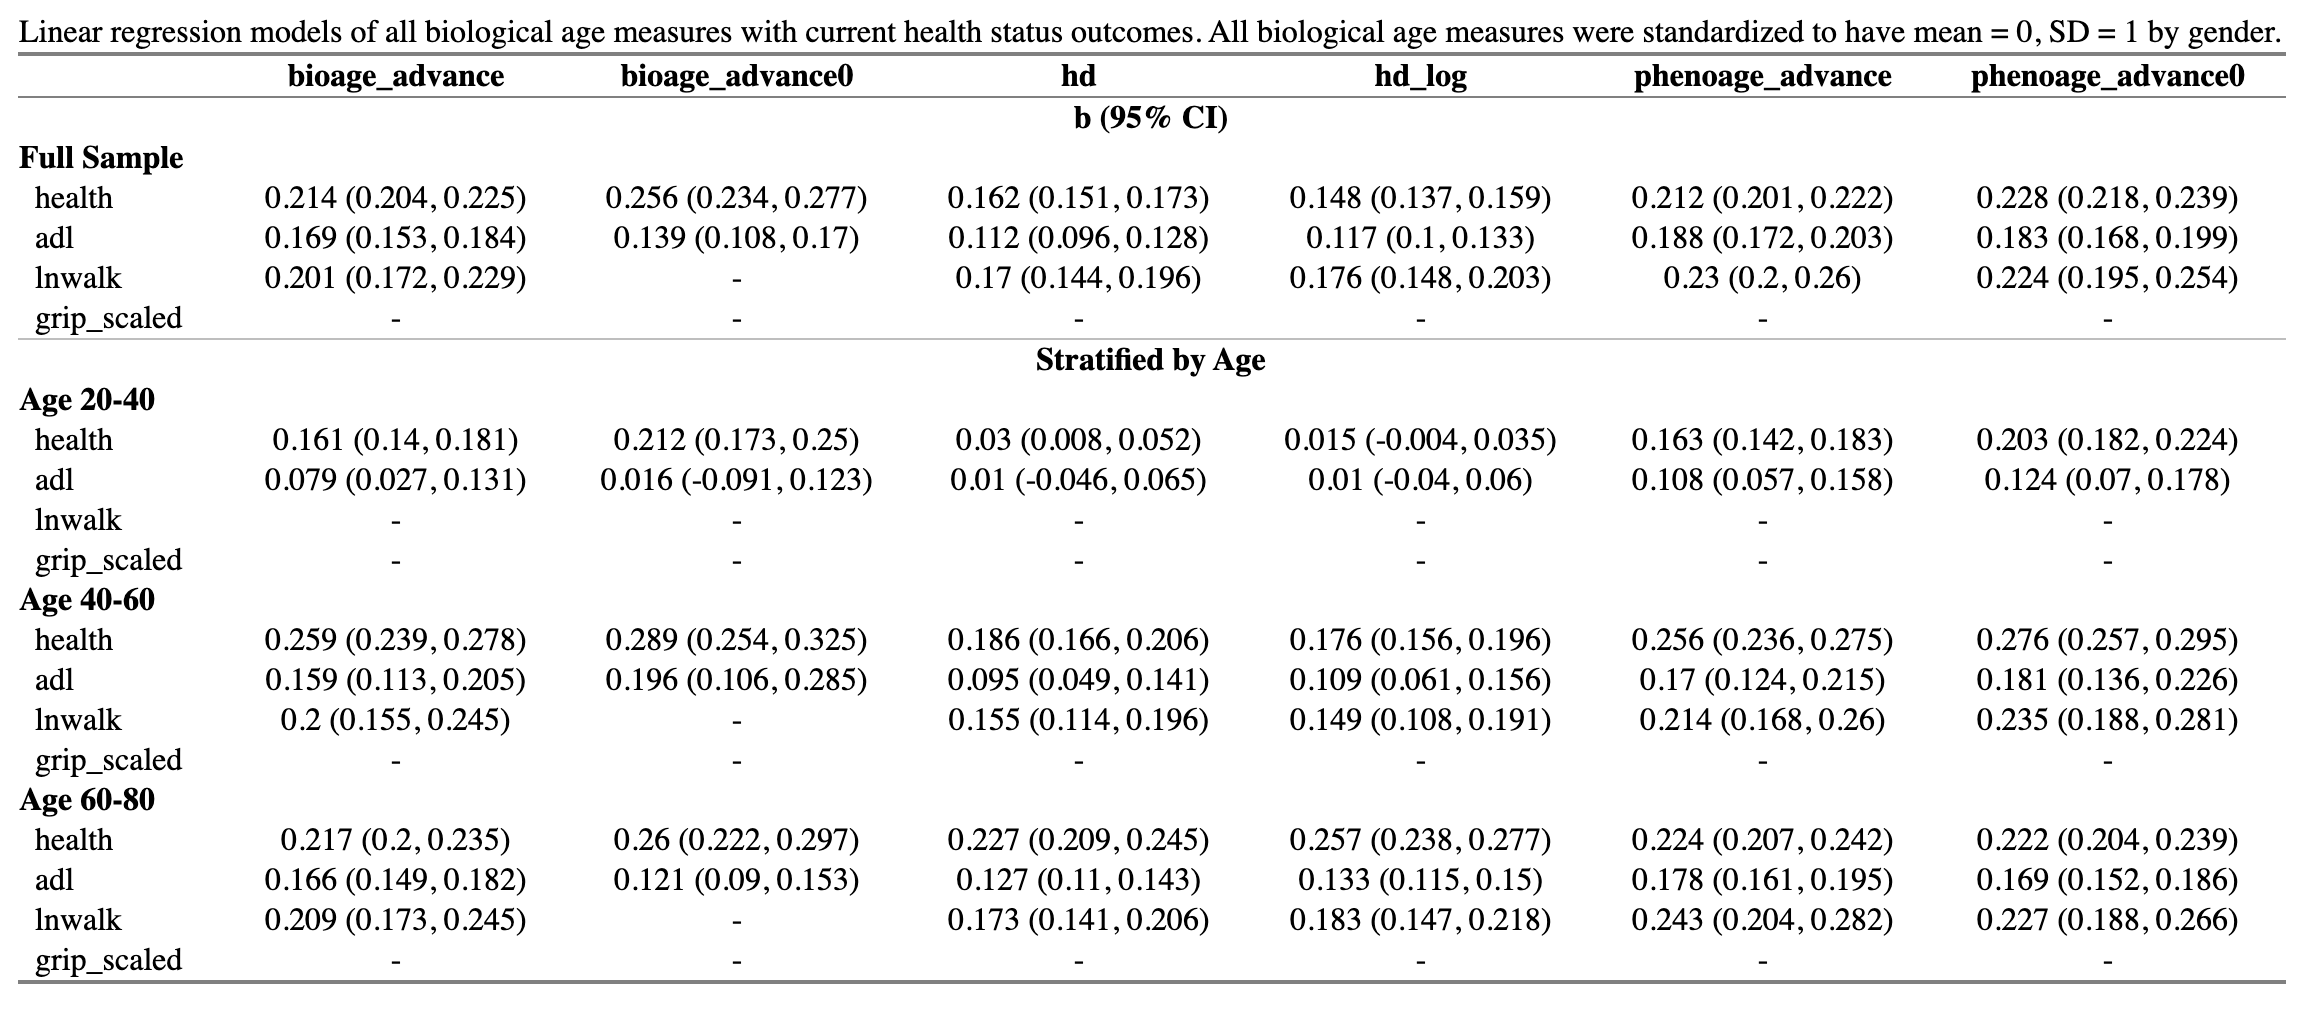 Linear regression models of all biological age measures with current health status outcomes. All biological age measures were standardized to have mean = 0, SD = 1 by gender.
bioage_advance bioage_advance0 hd hd_log phenoage_advance phenoage_advance0
b (95% CI)
Full Sample
health 0.214 (0.204, 0.225) 0.256 (0.234, 0.277) 0.162 (0.151, 0.173) 0.148 (0.137, 0.159) 0.212 (0.201, 0.222) 0.228 (0.218, 0.239)
adl 0.169 (0.153, 0.184) 0.139 (0.108, 0.17) 0.112 (0.096, 0.128) 0.117 (0.1, 0.133) 0.188 (0.172, 0.203) 0.183 (0.168, 0.199)
lnwalk 0.201 (0.172, 0.229) - 0.17 (0.144, 0.196) 0.176 (0.148, 0.203) 0.23 (0.2, 0.26) 0.224 (0.195, 0.254)
grip_scaled - - - - - -
Stratified by Age
Age 20-40
health 0.161 (0.14, 0.181) 0.212 (0.173, 0.25) 0.03 (0.008, 0.052) 0.015 (-0.004, 0.035) 0.163 (0.142, 0.183) 0.203 (0.182, 0.224)
adl 0.079 (0.027, 0.131) 0.016 (-0.091, 0.123) 0.01 (-0.046, 0.065) 0.01 (-0.04, 0.06) 0.108 (0.057, 0.158) 0.124 (0.07, 0.178)
lnwalk - - - - - -
grip_scaled - - - - - -
Age 40-60
health 0.259 (0.239, 0.278) 0.289 (0.254, 0.325) 0.186 (0.166, 0.206) 0.176 (0.156, 0.196) 0.256 (0.236, 0.275) 0.276 (0.257, 0.295)
adl 0.159 (0.113, 0.205) 0.196 (0.106, 0.285) 0.095 (0.049, 0.141) 0.109 (0.061, 0.156) 0.17 (0.124, 0.215) 0.181 (0.136, 0.226)
lnwalk 0.2 (0.155, 0.245) - 0.155 (0.114, 0.196) 0.149 (0.108, 0.191) 0.214 (0.168, 0.26) 0.235 (0.188, 0.281)
grip_scaled - - - - - -
Age 60-80
health 0.217 (0.2, 0.235) 0.26 (0.222, 0.297) 0.227 (0.209, 0.245) 0.257 (0.238, 0.277) 0.224 (0.207, 0.242) 0.222 (0.204, 0.239)
adl 0.166 (0.149, 0.182) 0.121 (0.09, 0.153) 0.127 (0.11, 0.143) 0.133 (0.115, 0.15) 0.178 (0.161, 0.195) 0.169 (0.152, 0.186)
lnwalk 0.209 (0.173, 0.245) - 0.173 (0.141, 0.206) 0.183 (0.147, 0.218) 0.243 (0.204, 0.282) 0.227 (0.188, 0.266)
grip_scaled - - - - - -